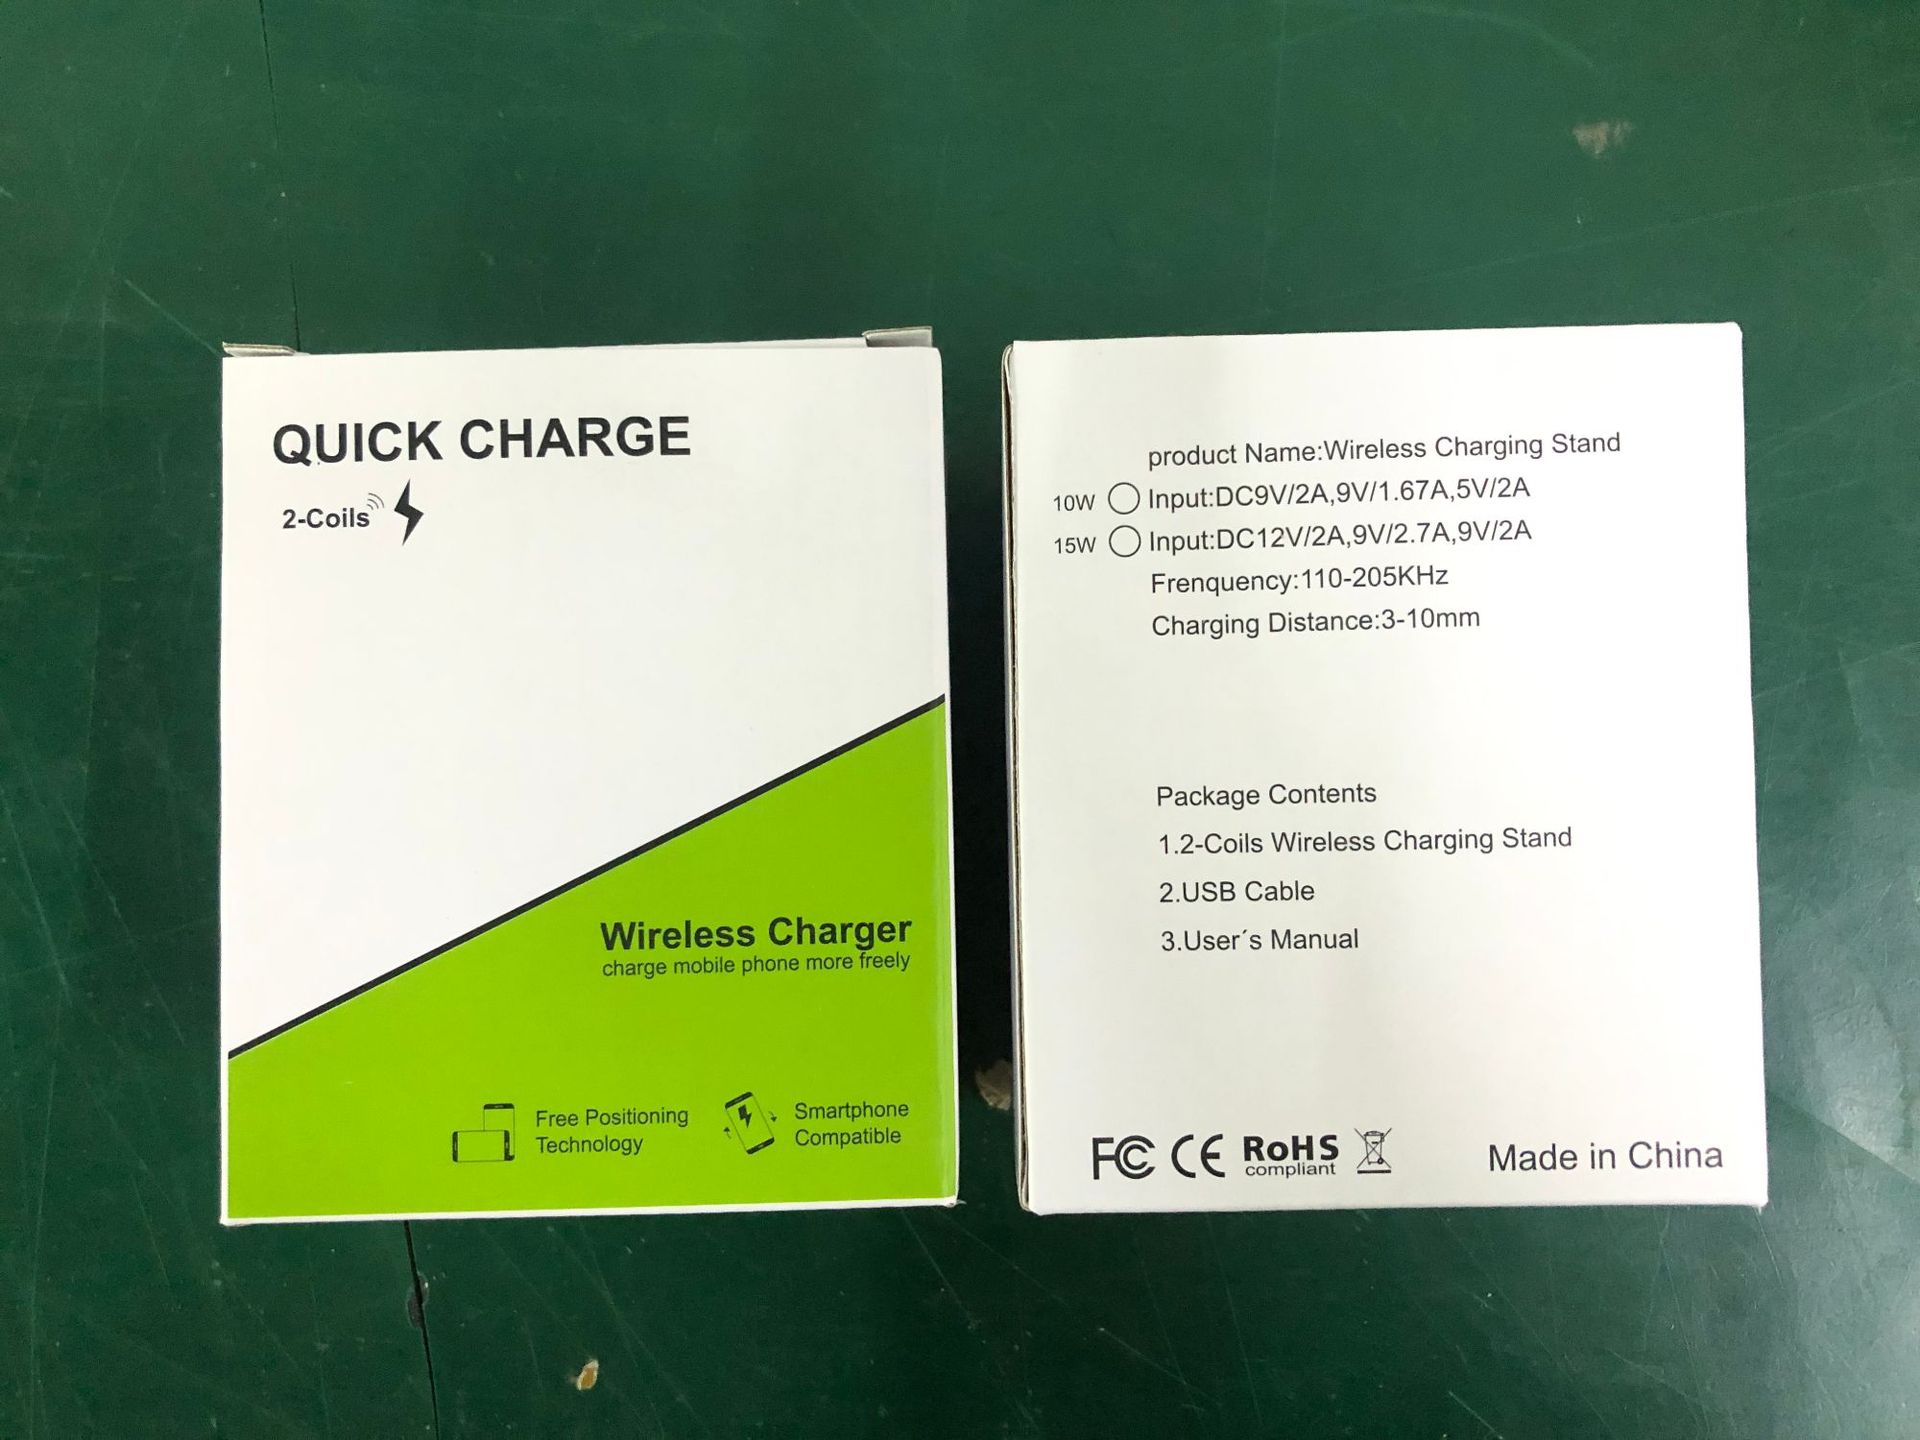 QUICK CHARGE
2-Coils
Wireless Charger
charge mobile phone more freely
Free Positioning
Technology
Smartphone
Compatible
product Name:Wireless Charging Stand
10W Input:DC9V/2A,9V/1.67A,5V/2A
15W Input:DC12V/2A,9V/2.7A,9V/2A
Frenquency:110-205KHz
Charging Distance:3-10mm
Package Contents
1.2-Coils Wireless Charging Stand
2.USB Cable
3.User´s Manual
FC CE RoHS
compliant
Made in China